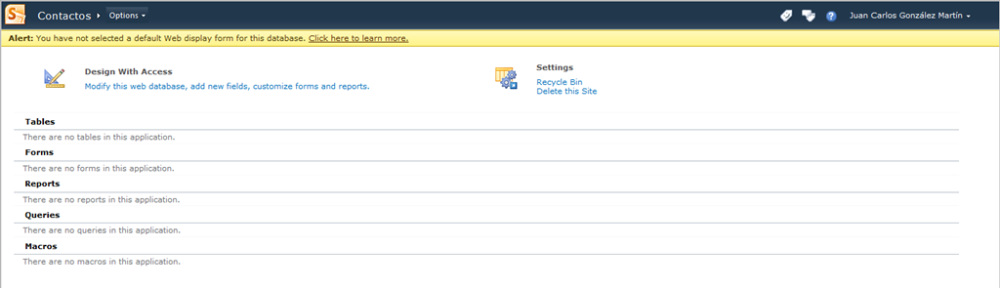 Contactos Options Juan Carlos González Martín
Alert: You have not selected a default Web display form for this database. Click here to learn more.
Design With Access
Modify this web database, add new fields, customize forms and reports.
Settings
Recycle Bin
Delete this Site
Tables
There are no tables in this application.
Forms
There are no forms in this application.
Reports
There are no reports in this application.
Queries
There are no queries in this application.
Macros
There are no macros in this application.